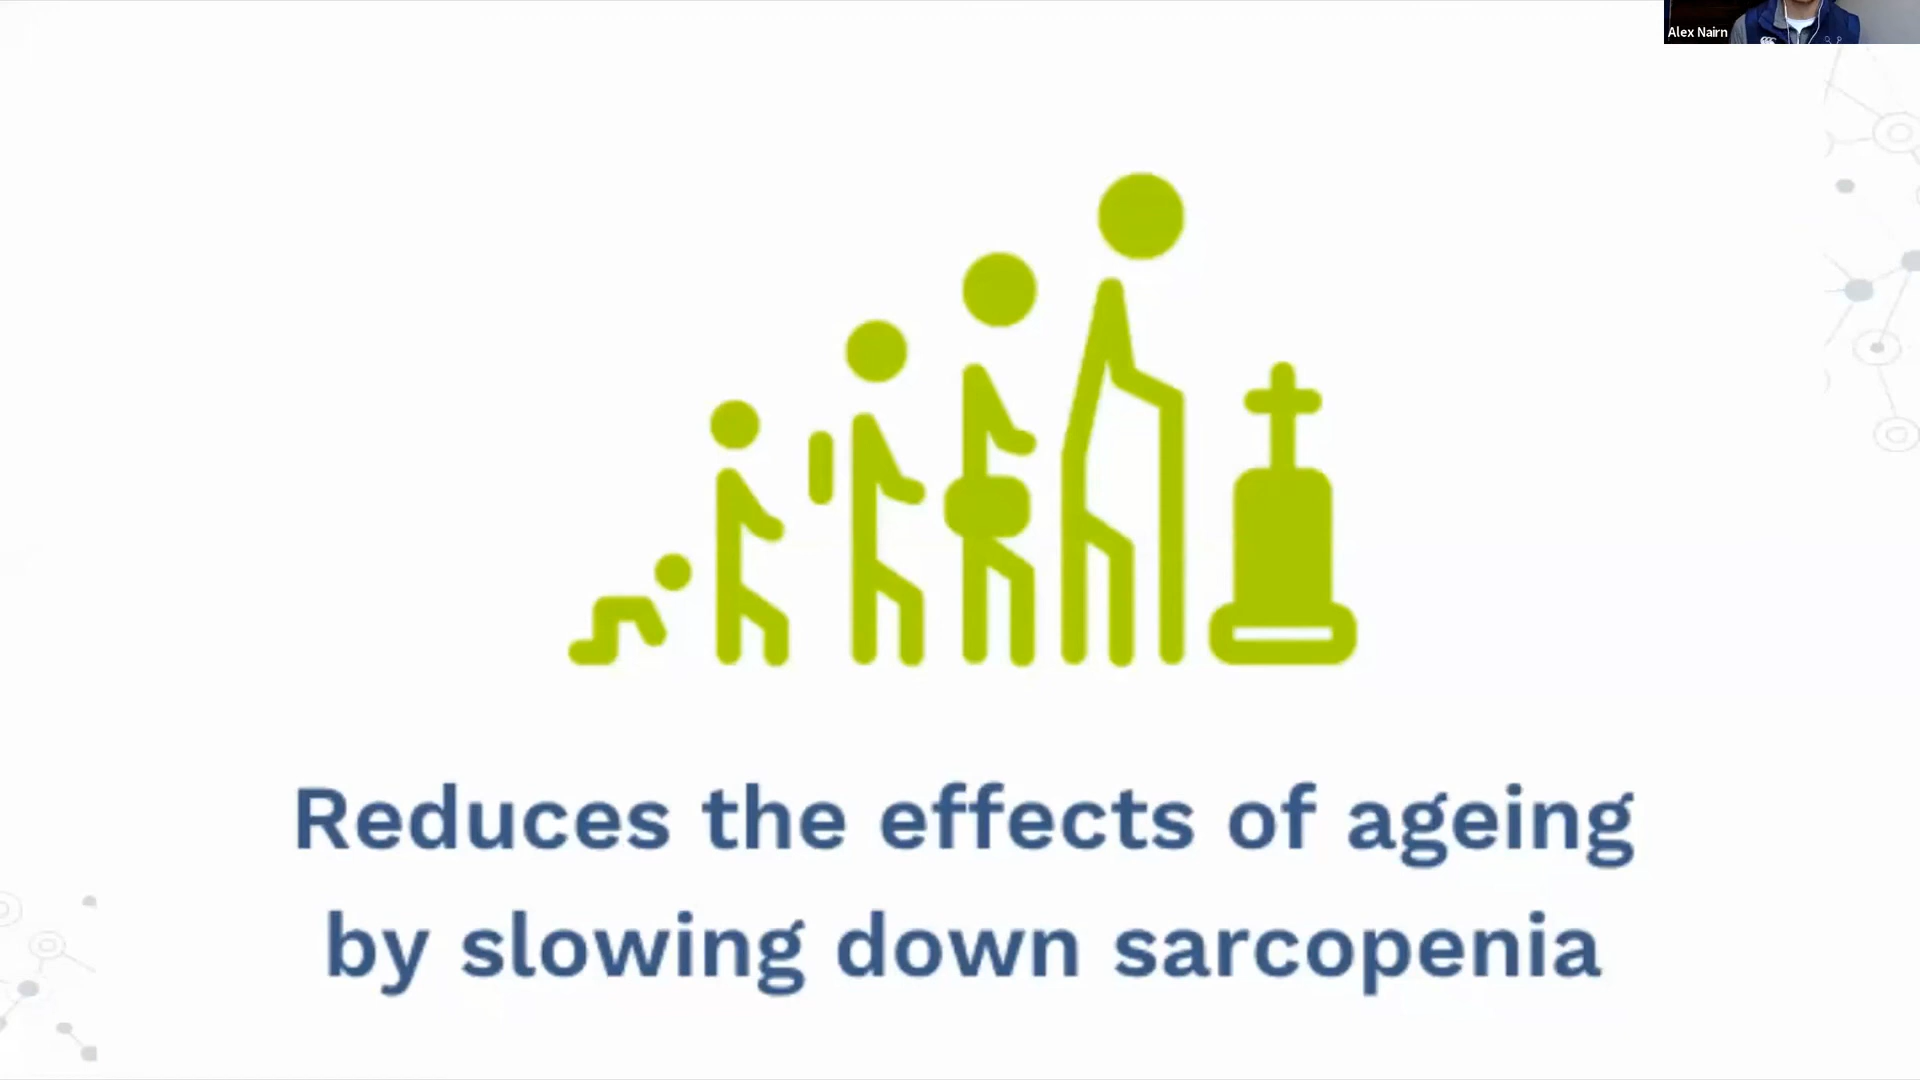 Alex Nairn
Reduces the effects of ageing
by slowing down sarcopenia